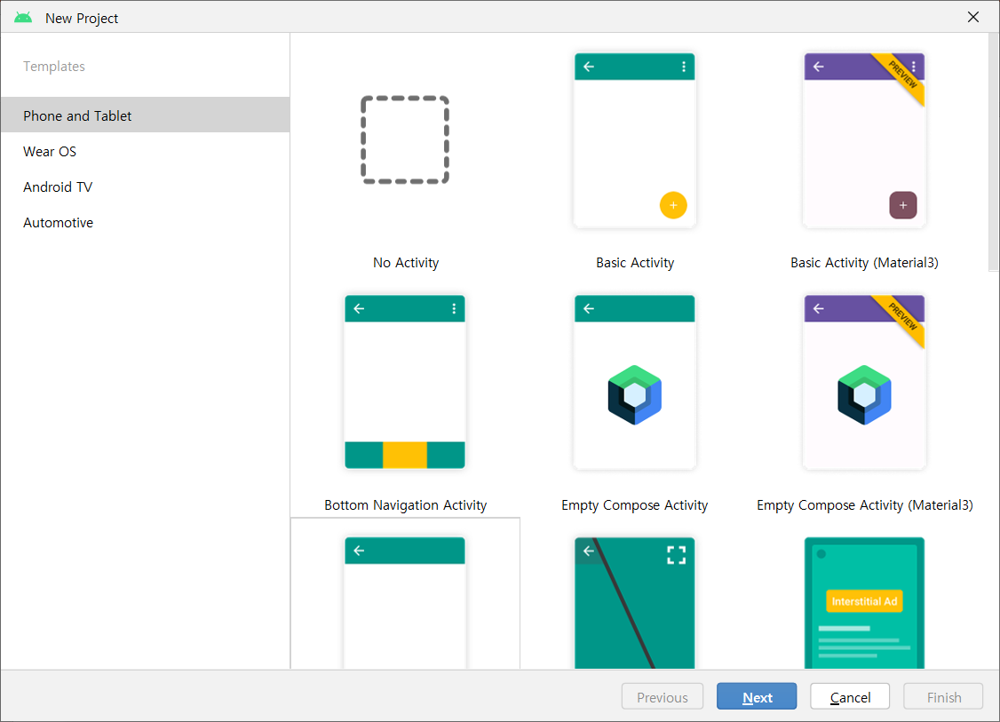 New Project
Templates
Phone and Tablet
Wear OS
Android TV
Automotive
No Activity
Basic Activity
PREVIEW
Basic Activity (Material3)
Bottom Navigation Activity
Empty Compose Activity
PREVIEW
Empty Compose Activity (Material3)
Interstitial Ad
Previous
Next
Cancel
Finish